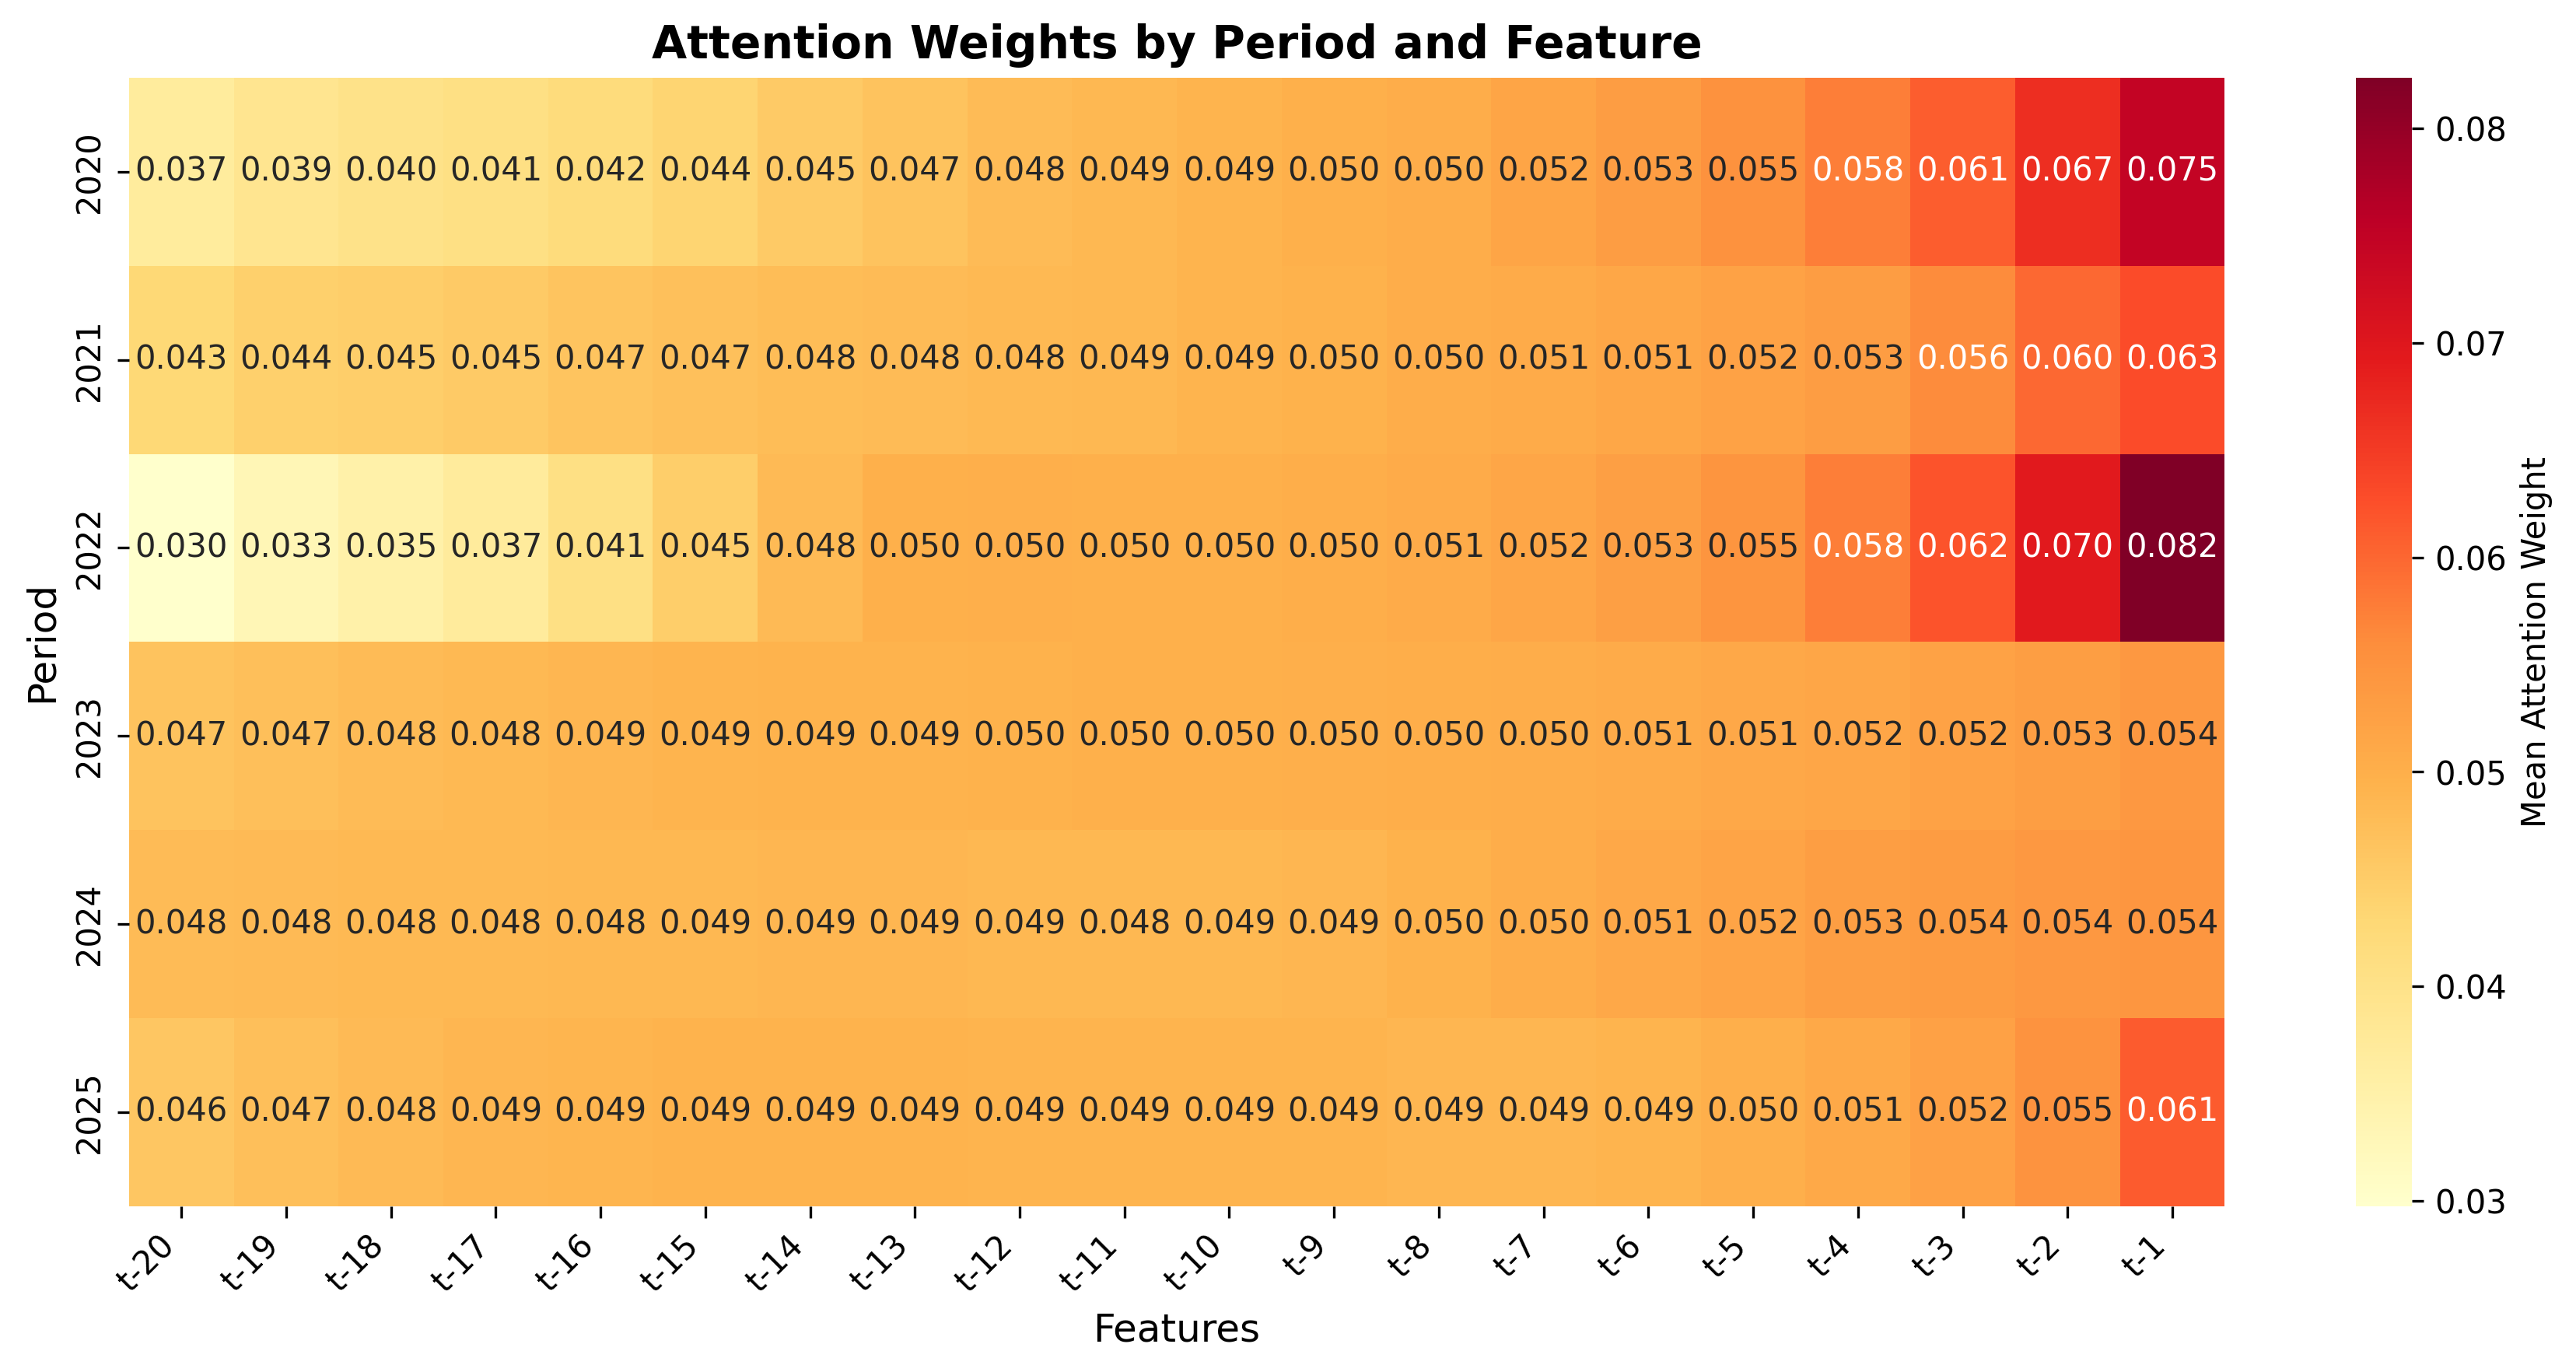 Attention Weights by Period and Feature
2020 0.037 0.039 0.040 0.041 0.042 0.044 0.045 0.047 0.048 0.049 0.049 0.050 0.050 0.052 0.053 0.055 0.058 0.061 0.067 0.075
2021 0.043 0.044 0.045 0.045 0.047 0.047 0.048 0.048 0.048 0.049 0.049 0.050 0.050 0.051 0.051 0.052 0.053 0.056 0.060 0.063
2022 0.030 0.033 0.035 0.037 0.041 0.045 0.048 0.050 0.050 0.050 0.050 0.050 0.051 0.052 0.053 0.055 0.058 0.062 0.070 0.082
2023 0.047 0.047 0.048 0.048 0.049 0.049 0.049 0.049 0.050 0.050 0.050 0.050 0.050 0.050 0.051 0.051 0.052 0.052 0.053 0.054
2024 0.048 0.048 0.048 0.048 0.048 0.049 0.049 0.049 0.049 0.048 0.049 0.049 0.050 0.050 0.051 0.052 0.053 0.054 0.054 0.054
2025 0.046 0.047 0.048 0.049 0.049 0.049 0.049 0.049 0.049 0.049 0.049 0.049 0.049 0.049 0.049 0.050 0.051 0.052 0.055 0.061
Period
t-20 t-19 t-18 t-17 t-16 t-15 t-14 t-13 t-12 t-11 t-10 t-9 t-8 t-7 t-6 t-5 t-4 t-3 t-2 t-1
Features
0.08
0.07
0.06
0.05
0.04
0.03
Mean Attention Weight